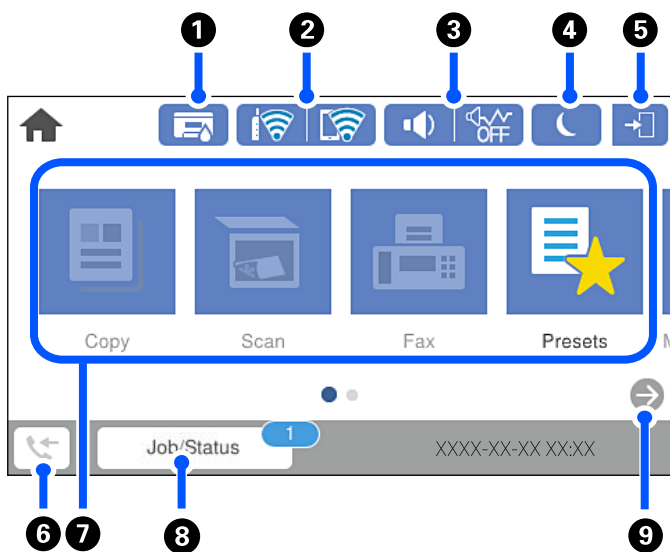 1 2 3 4 5
OFF
Copy Scan Fax Presets
1
Job/Status XXXX-XX-XX XX:XX
6 7 8 9